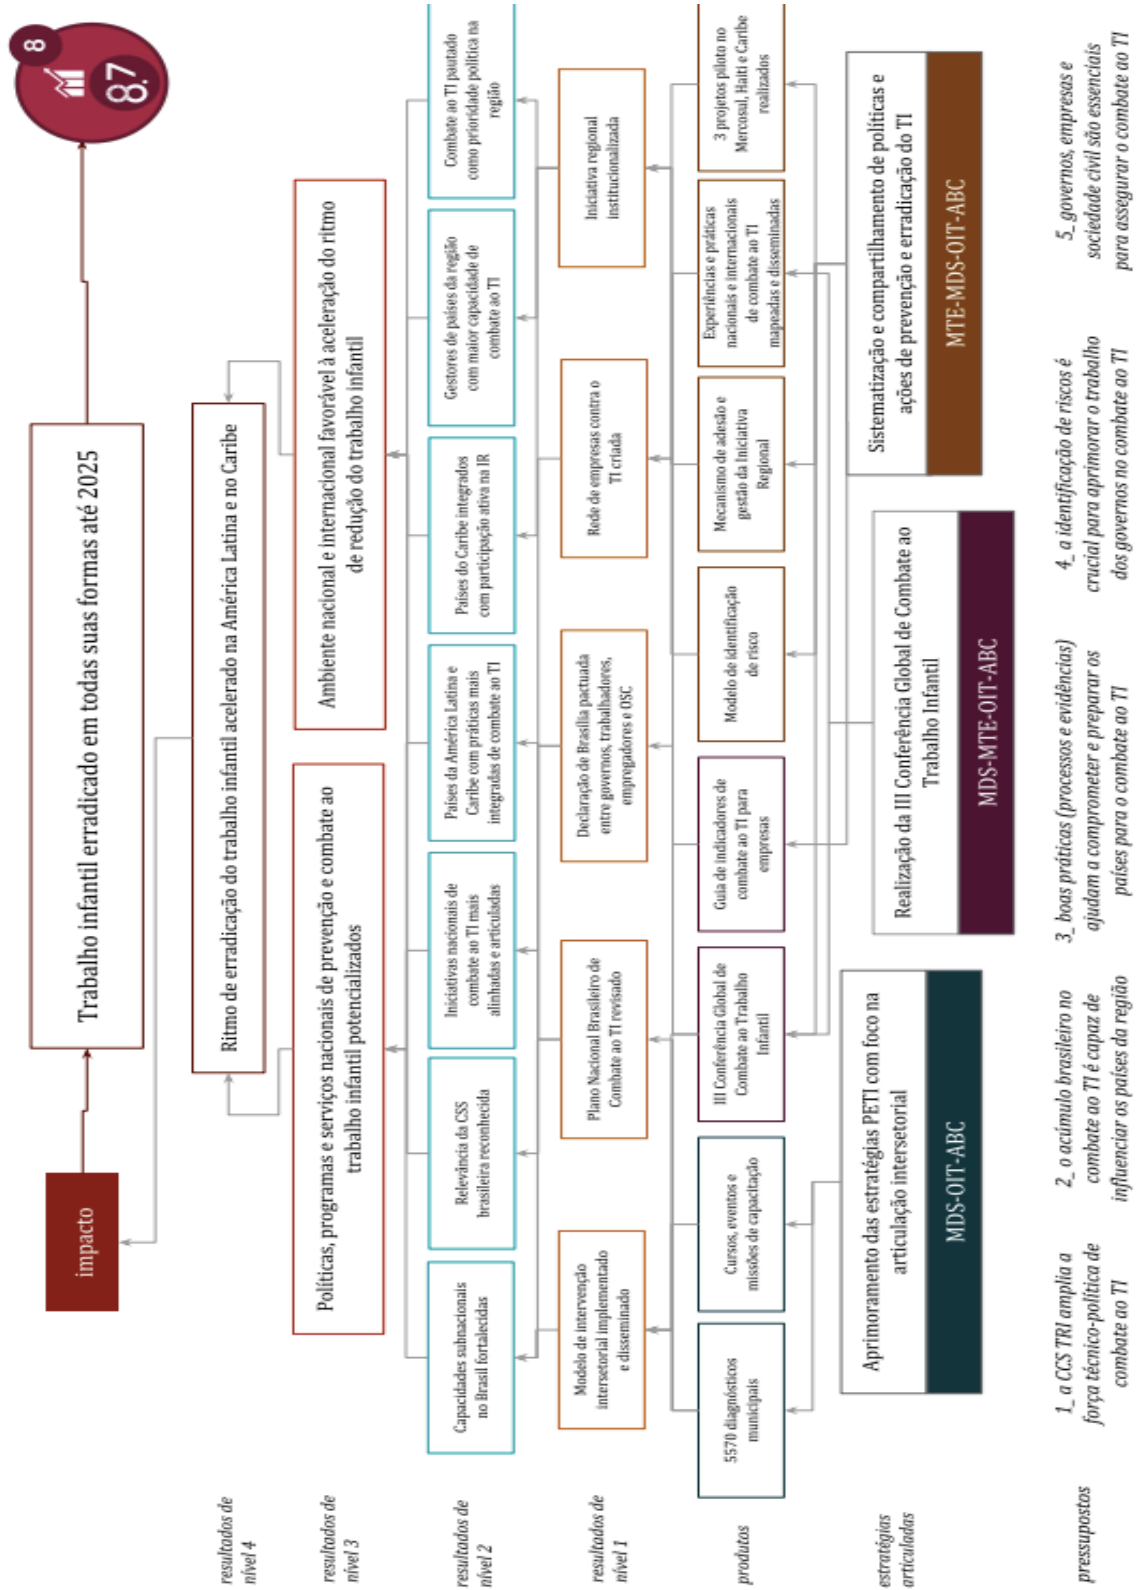 8
8.7
impacto
Trabalho infantil erradicado em todas suas formas até 2025
resultados de
nível 4
Ritmo de erradicação do trabalho infantil acelerado na América Latina e no Caribe
resultados de
nível 3
Políticas, programas e serviços nacionais de prevenção e combate ao
trabalho infantil potencializados
Ambiente nacional e internacional favorável à aceleração do ritmo
de redução do trabalho infantil
resultados de
nível 2
Capacidades subnacionais
no Brasil fortalecidas
Relevância da CSS
brasileira reconhecida
Iniciativas nacionais de
combate ao TI mais
alinhadas e articuladas
Países da América Latina e
Caribe com práticas mais
integradas de combate ao TI
Países do Caribe integrados
com participação ativa na IR
Gestores de países da região
com maior capacidade de
combate ao TI
Combate ao TI pautado
como prioridade política na
região
resultados de
nível 1
Modelo de intervenção
intersetorial implementado
e disseminado
Plano Nacional Brasileiro de
Combate ao TI revisado
Declaração de Brasília pactuada
entre governos, trabalhadores,
empregadores e OSC
Rede de empresas contra o
TI criada
Iniciativa regional
institucionalizada
produtos
5570 diagnósticos
municipais
Cursos, eventos e
missões de capacitação
III Conferência Global de
Combate ao Trabalho
Infantil
Guia de indicadores de
combate ao TI para
empresas
Modelo de identificação
de risco
Mecanismo de adesão e
gestão da Iniciativa
Regional
Experiências e práticas
nacionais e internacionais
de combate ao TI
mapeadas e disseminadas
3 projetos piloto no
Mercosul, Haiti e Caribe
realizados
estratégias
articuladas
Aprimoramento das estratégias PETI com foco na
articulação intersetorial
MDS-OIT-ABC
Realização da III Conferência Global de Combate ao
Trabalho Infantil
MDS-MTE-OIT-ABC
Sistematização e compartilhamento de políticas e
ações de prevenção e erradicação do TI
MTE-MDS-OIT-ABC
pressupostos
1_ a CCS TRI amplia a
força técnico-política de
combate ao TI
2_ o acúmulo brasileiro no
combate ao TI é capaz de
influenciar os países da região
3_ boas práticas (processos e evidências)
ajudam a comprometer e preparar os
países para o combate ao TI
4_ a identificação de riscos é
crucial para aprimorar o trabalho
dos governos no combate ao TI
5_ governos, empresas e
sociedade civil são essenciais
para assegurar o combate ao TI